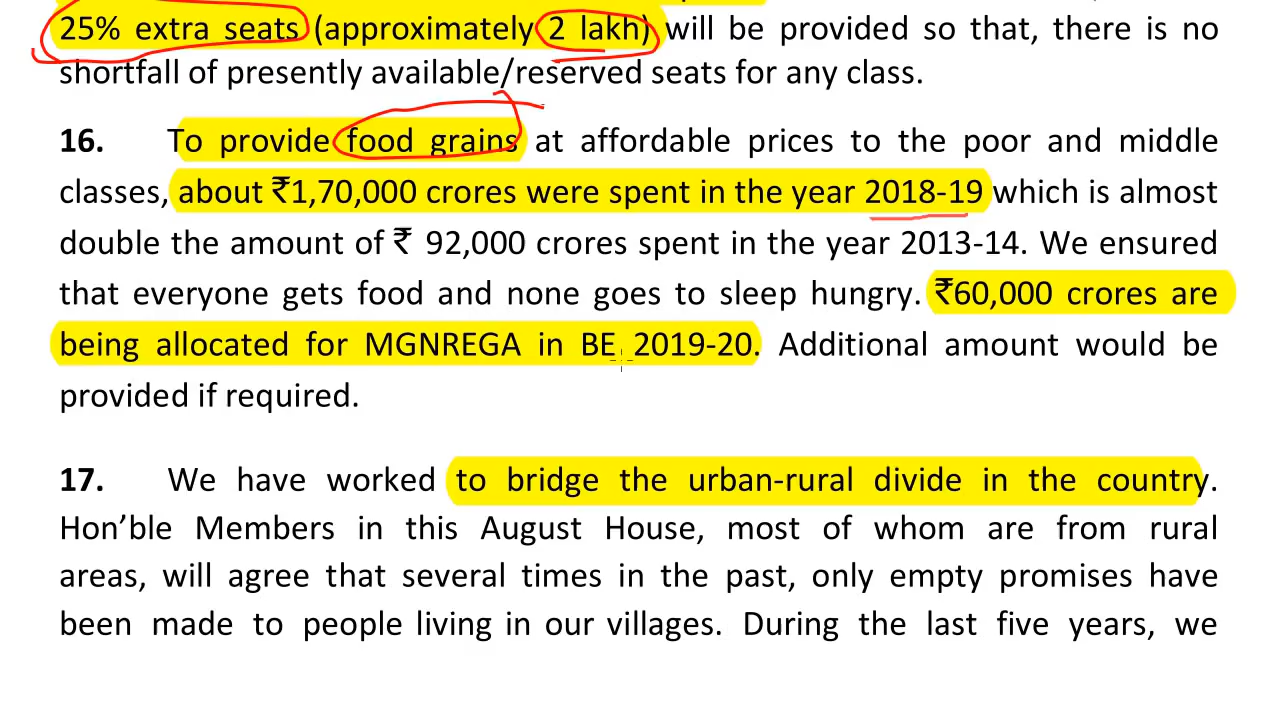 25% extra seats (approximately 2 lakh) will be provided so that, there is no
shortfall of presently available/reserved seats for any class.
16. To provide food grains at affordable prices to the poor and middle
classes, about ₹1,70,000 crores were spent in the year 2018-19 which is almost
double the amount of ₹ 92,000 crores spent in the year 2013-14. We ensured
that everyone gets food and none goes to sleep hungry. ₹60,000 crores are
being allocated for MGNREGA in BE 2019-20. Additional amount would be
provided if required.
17. We have worked to bridge the urban-rural divide in the country.
Hon’ble Members in this August House, most of whom are from rural
areas, will agree that several times in the past, only empty promises have
been made to people living in our villages. During the last five years, we